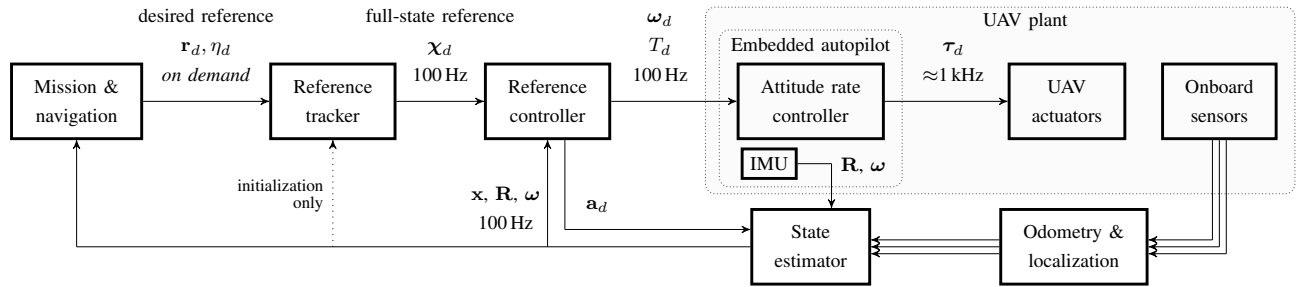 desired reference
full-state reference
UAV plant
𝐫_d, η_d
on demand
𝝌_d
100 Hz
𝝎_d
T_d
100 Hz
Embedded autopilot
𝝉_d
≈1 kHz
Mission &
navigation
Reference
tracker
Reference
controller
Attitude rate
controller
UAV
actuators
Onboard
sensors
IMU
𝐑, 𝝎
initialization
only
𝐱, 𝐑, 𝝎
100 Hz
𝐚_d
State
estimator
Odometry &
localization